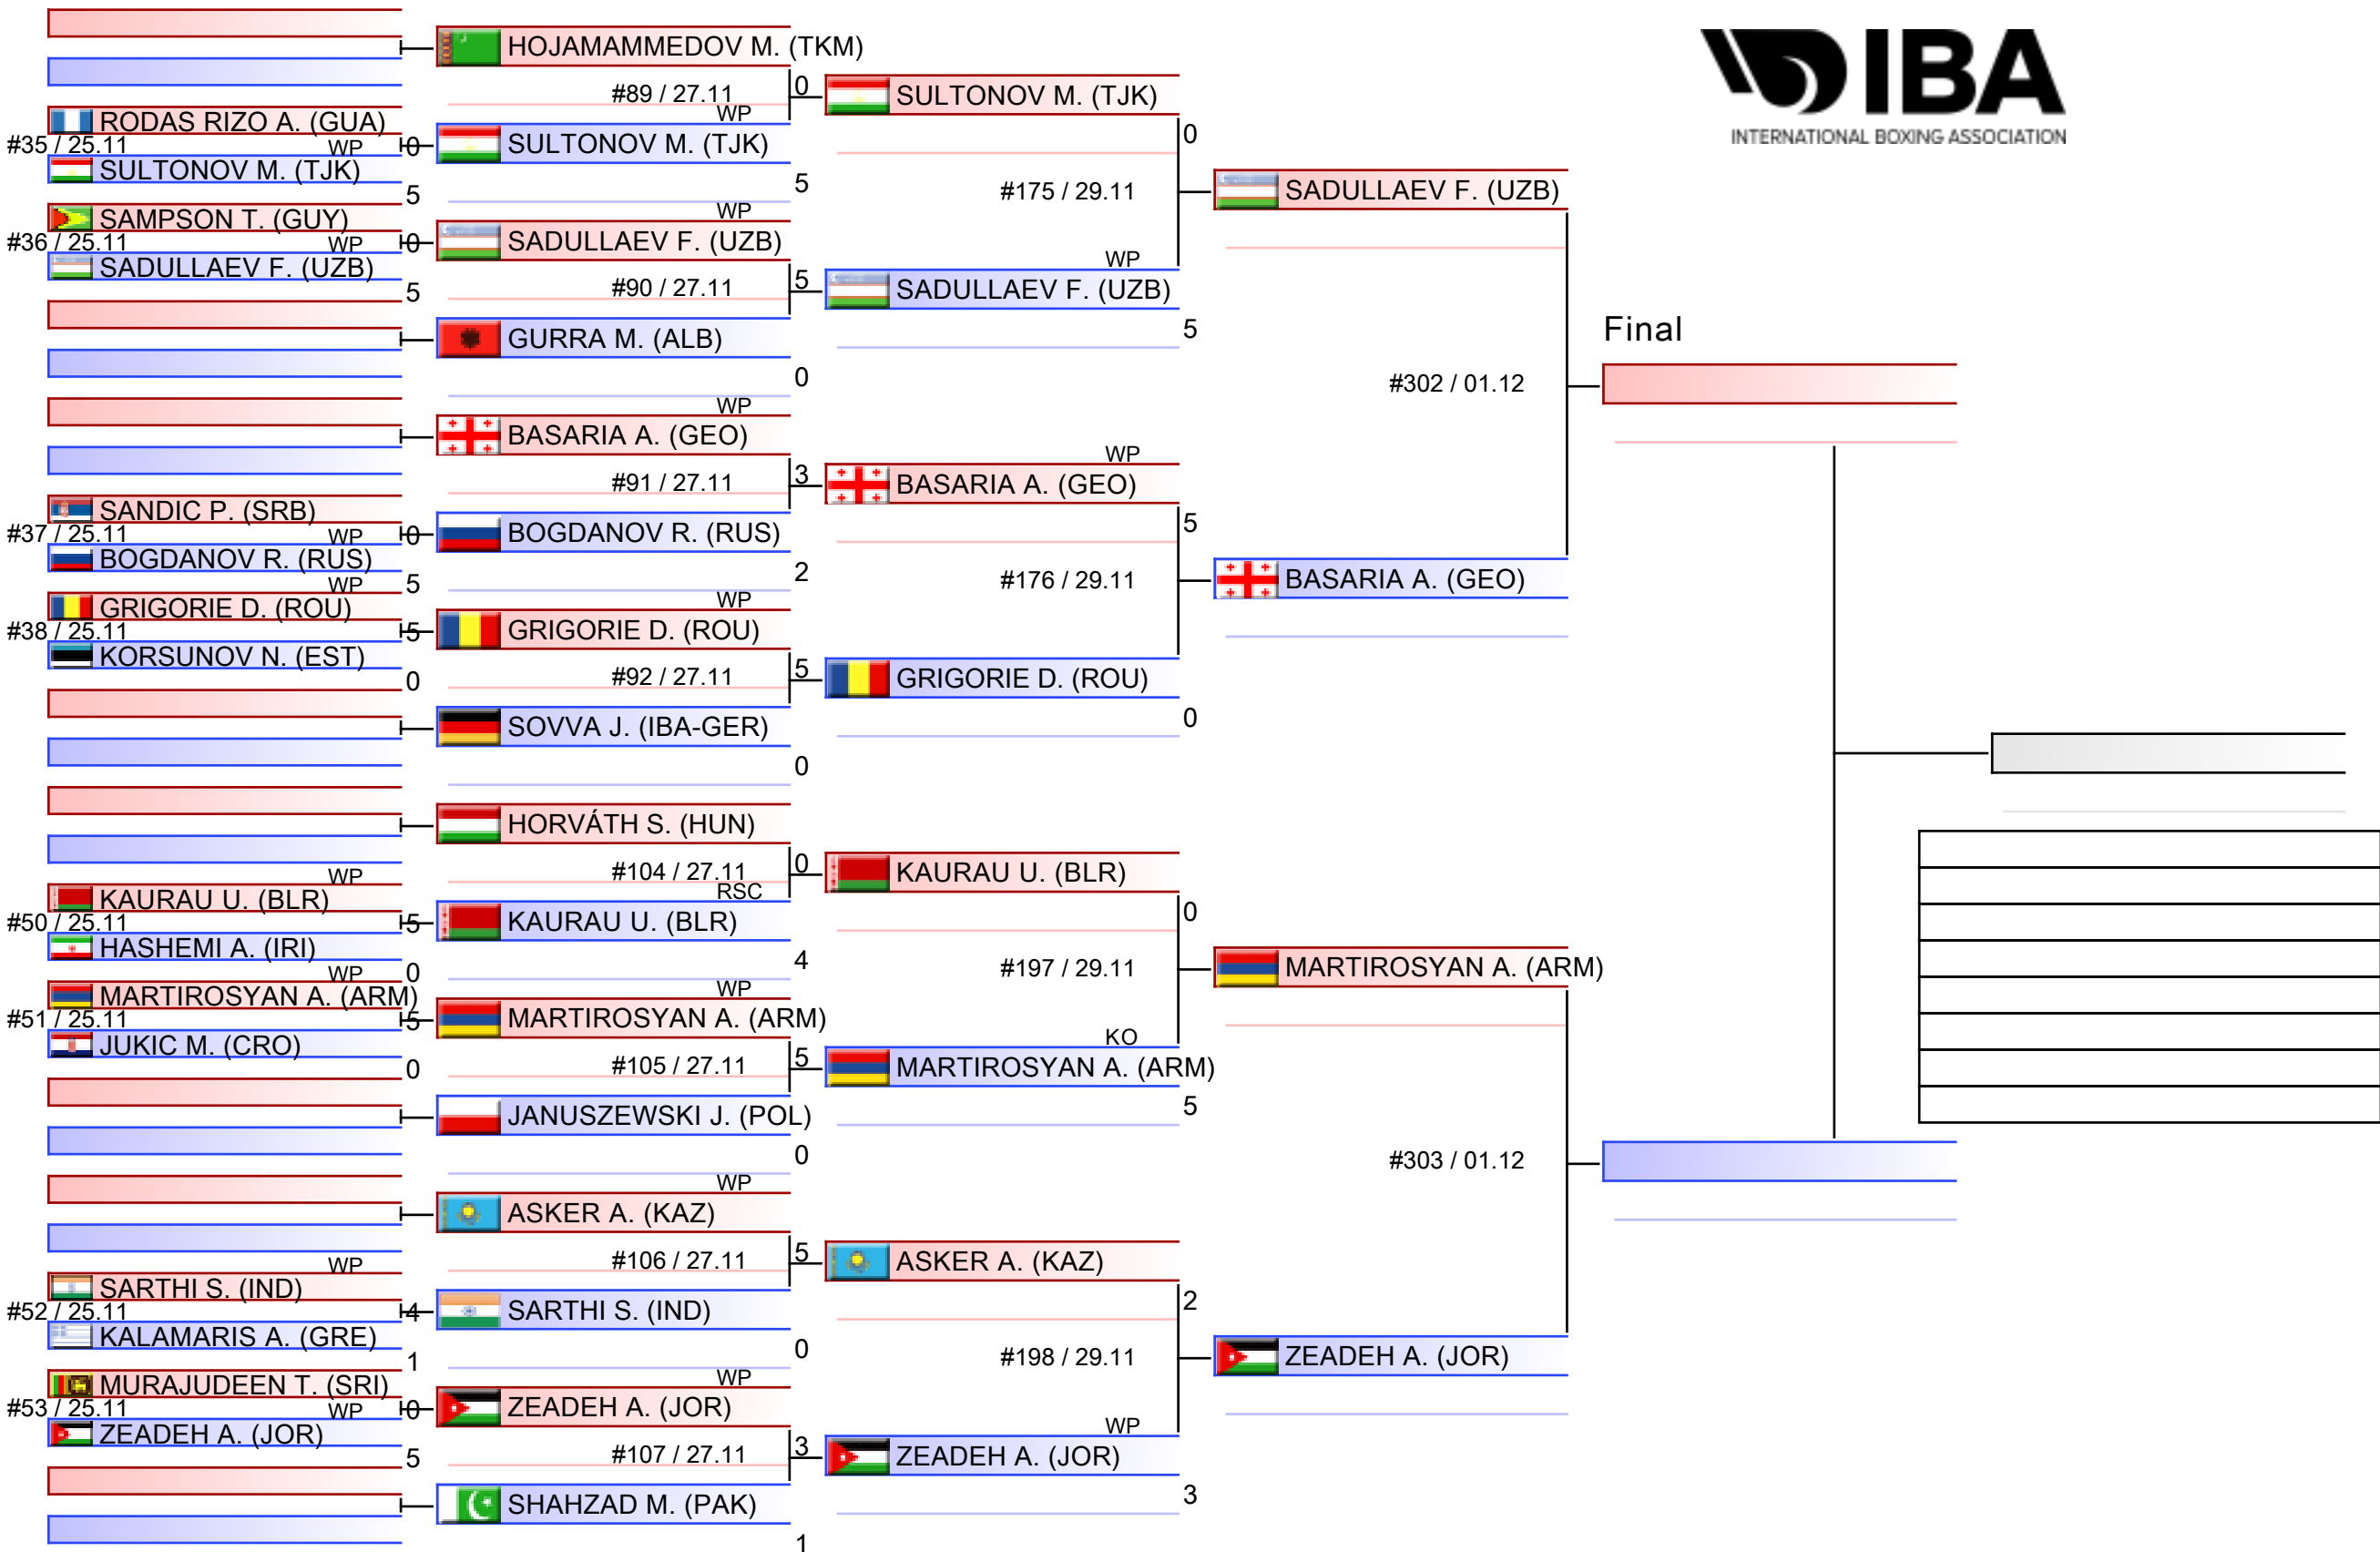 HOJAMAMMEDOV M. (TKM)
#89 / 27.11
0
WP
SULTONOV M. (TJK)
0
IBA
INTERNATIONAL BOXING ASSOCIATION
RODAS RIZO A. (GUA)
#35 / 25.11
WP
0
SULTONOV M. (TJK)
5
SULTONOV M. (TJK)
5
#175 / 29.11
SADULLAEV F. (UZB)
SAMPSON T. (GUY)
#36 / 25.11
WP
0
SADULLAEV F. (UZB)
5
WP
SADULLAEV F. (UZB)
#90 / 27.11
5
WP
SADULLAEV F. (UZB)
5
GURRA M. (ALB)
0
Final
#302 / 01.12
WP
BASARIA A. (GEO)
#91 / 27.11
3
WP
BASARIA A. (GEO)
5
SANDIC P. (SRB)
#37 / 25.11
WP
0
BOGDANOV R. (RUS)
5
BOGDANOV R. (RUS)
2
#176 / 29.11
BASARIA A. (GEO)
WP
GRIGORIE D. (ROU)
#38 / 25.11
5
KORSUNOV N. (EST)
0
WP
GRIGORIE D. (ROU)
#92 / 27.11
5
GRIGORIE D. (ROU)
0
SOVVA J. (IBA-GER)
0
HORVÁTH S. (HUN)
#104 / 27.11
0
RSC
KAURAU U. (BLR)
0
WP
KAURAU U. (BLR)
#50 / 25.11
5
HASHEMI A. (IRI)
0
KAURAU U. (BLR)
4
#197 / 29.11
MARTIROSYAN A. (ARM)
WP
MARTIROSYAN A. (ARM)
#51 / 25.11
5
JUKIC M. (CRO)
0
WP
MARTIROSYAN A. (ARM)
#105 / 27.11
5
KO
MARTIROSYAN A. (ARM)
5
JANUSZEWSKI J. (POL)
0
#303 / 01.12
WP
ASKER A. (KAZ)
#106 / 27.11
5
ASKER A. (KAZ)
2
WP
SARTHI S. (IND)
#52 / 25.11
4
KALAMARIS A. (GRE)
1
SARTHI S. (IND)
0
#198 / 29.11
ZEADEH A. (JOR)
MURAJUDEEN T. (SRI)
#53 / 25.11
WP
0
ZEADEH A. (JOR)
5
WP
ZEADEH A. (JOR)
#107 / 27.11
3
WP
ZEADEH A. (JOR)
3
SHAHZAD M. (PAK)
1